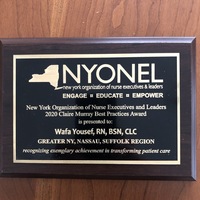 NYONEL
new york organization of nurse executives & leaders
ENGAGE ■ EDUCATE ■ EMPOWER
New York Organization of Nurse Executives and Leaders
2020 Claire Murray Best Practices Award
is presented to:
Wafa Yousef, RN, BSN, CLC
GREATER NY, NASSAU, SUFFOLK REGION
recognizing exemplary achievement in transforming patient care